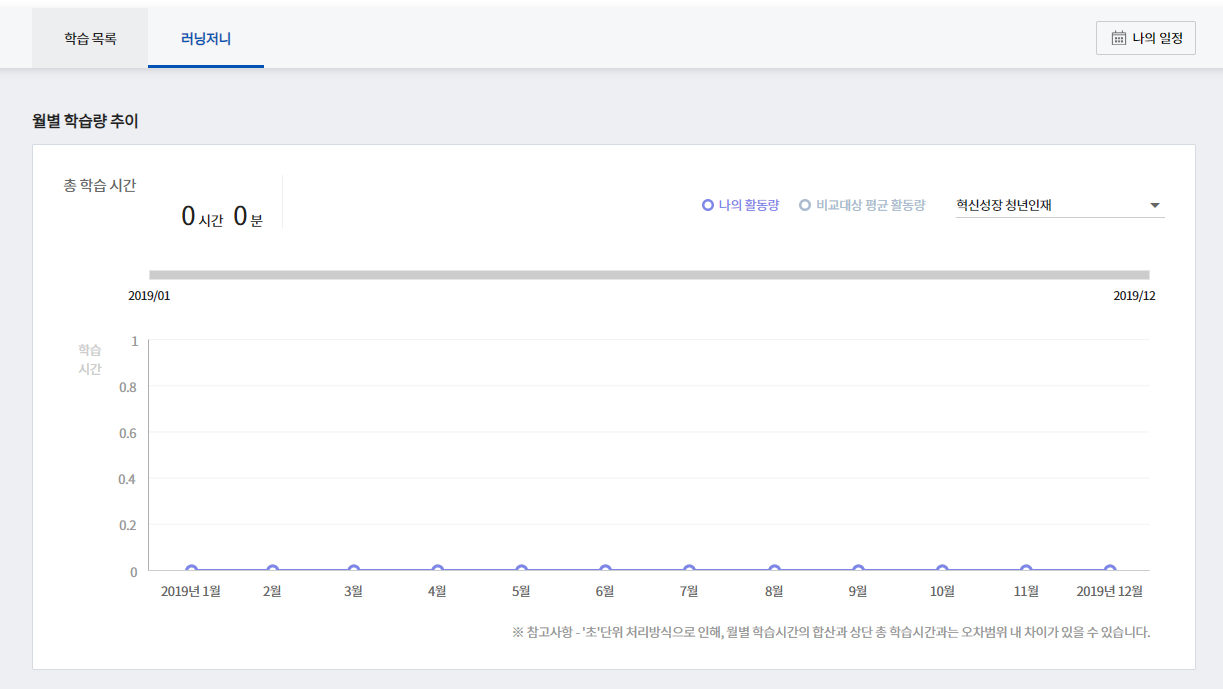 학습 목록
러닝저니
나의 일정
월별 학습량 추이
총 학습 시간
0 시간 0 분
나의 활동량
비교대상 평균 활동량
혁신성장 청년인재
2019/01
2019/12
학습
시간
1
0.8
0.6
0.4
0.2
0
2019년 1월 2월 3월 4월 5월 6월 7월 8월 9월 10월 11월 2019년 12월
※ 참고사항 - '초'단위 처리방식으로 인해, 월별 학습시간의 합산과 상단 총 학습시간과는 오차범위 내 차이가 있을 수 있습니다.